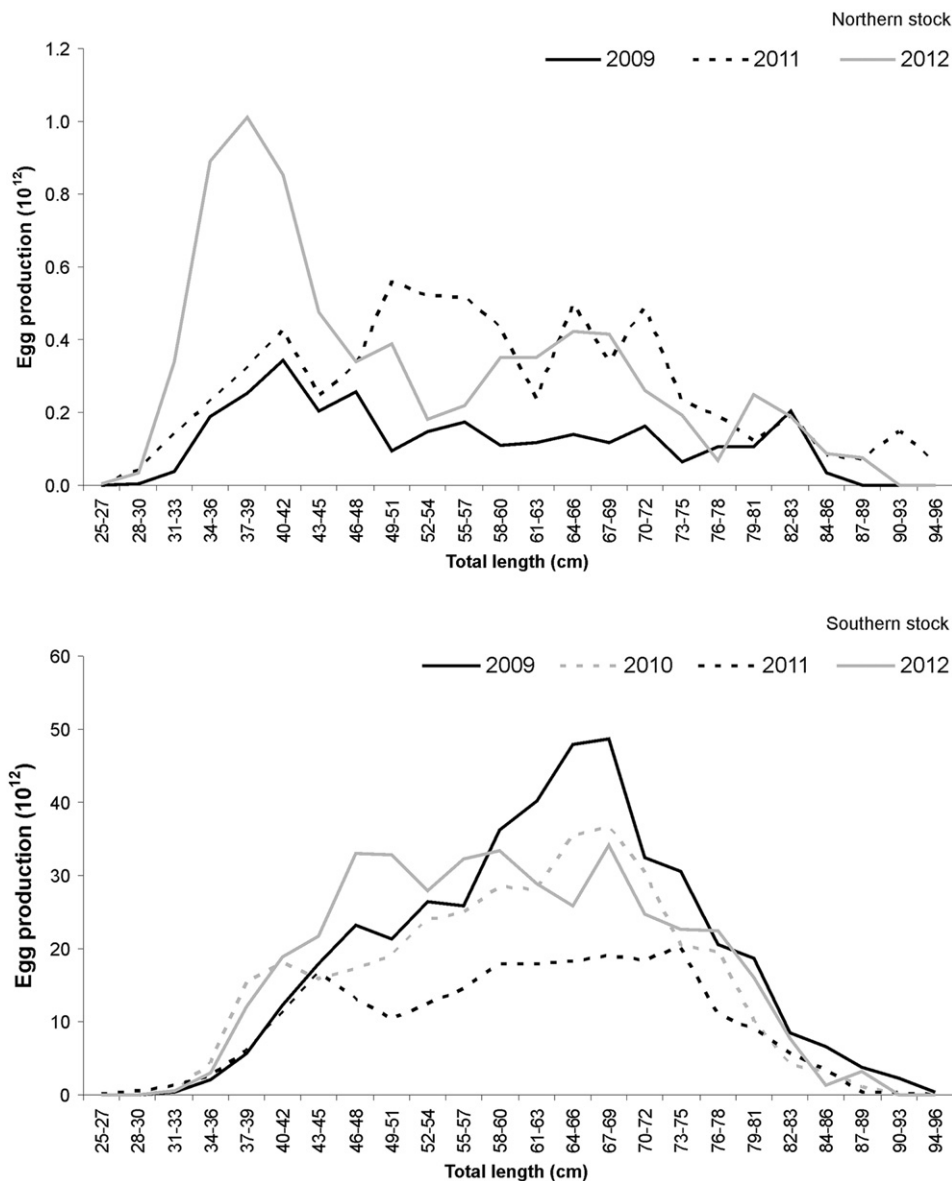 Northern stock
2009 2011 2012
Egg production (10¹²)
1.2
1.0
0.8
0.6
0.4
0.2
0.0
25-27 28-30 31-33 34-36 37-39 40-42 43-45 46-48 49-51 52-54 55-57 58-60 61-63 64-66 67-69 70-72 73-75 76-78 79-81 82-83 84-86 87-89 90-93 94-96
Total length (cm)
Southern stock
2009 2010 2011 2012
Egg production (10¹²)
60
50
40
30
20
10
0
25-27 28-30 31-33 34-36 37-39 40-42 43-45 46-48 49-51 52-54 55-57 58-60 61-63 64-66 67-69 70-72 73-75 76-78 79-81 82-83 84-86 87-89 90-93 94-96
Total length (cm)